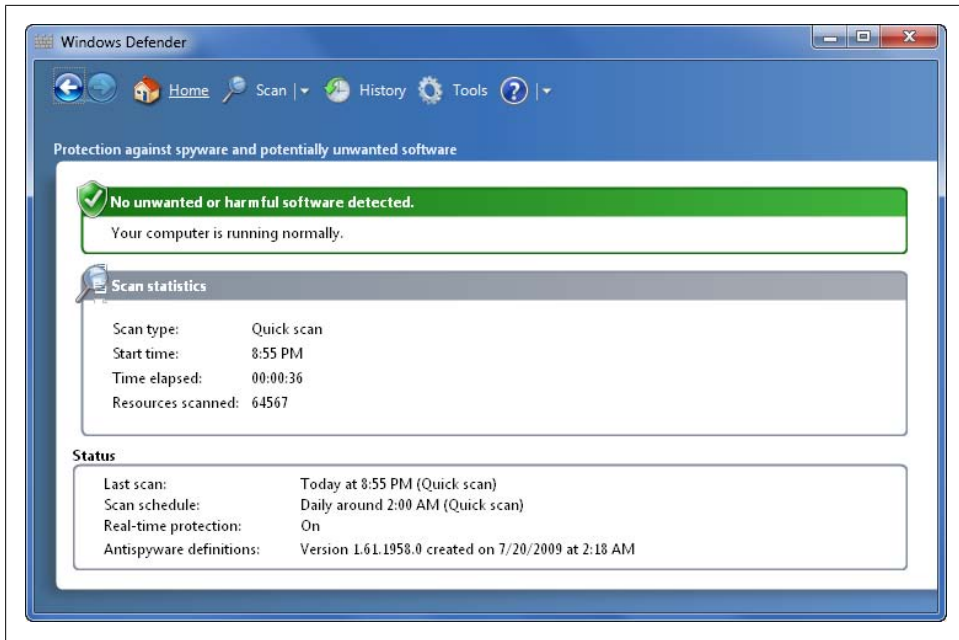 Windows Defender
Home Scan | History Tools ? |
Protection against spyware and potentially unwanted software
No unwanted or harmful software detected.
Your computer is running normally.
Scan statistics
Scan type: Quick scan
Start time: 8:55 PM
Time elapsed: 00:00:36
Resources scanned: 64567
Status
Last scan: Today at 8:55 PM (Quick scan)
Scan schedule: Daily around 2:00 AM (Quick scan)
Real-time protection: On
Antispyware definitions: Version 1.61.1958.0 created on 7/20/2009 at 2:18 AM